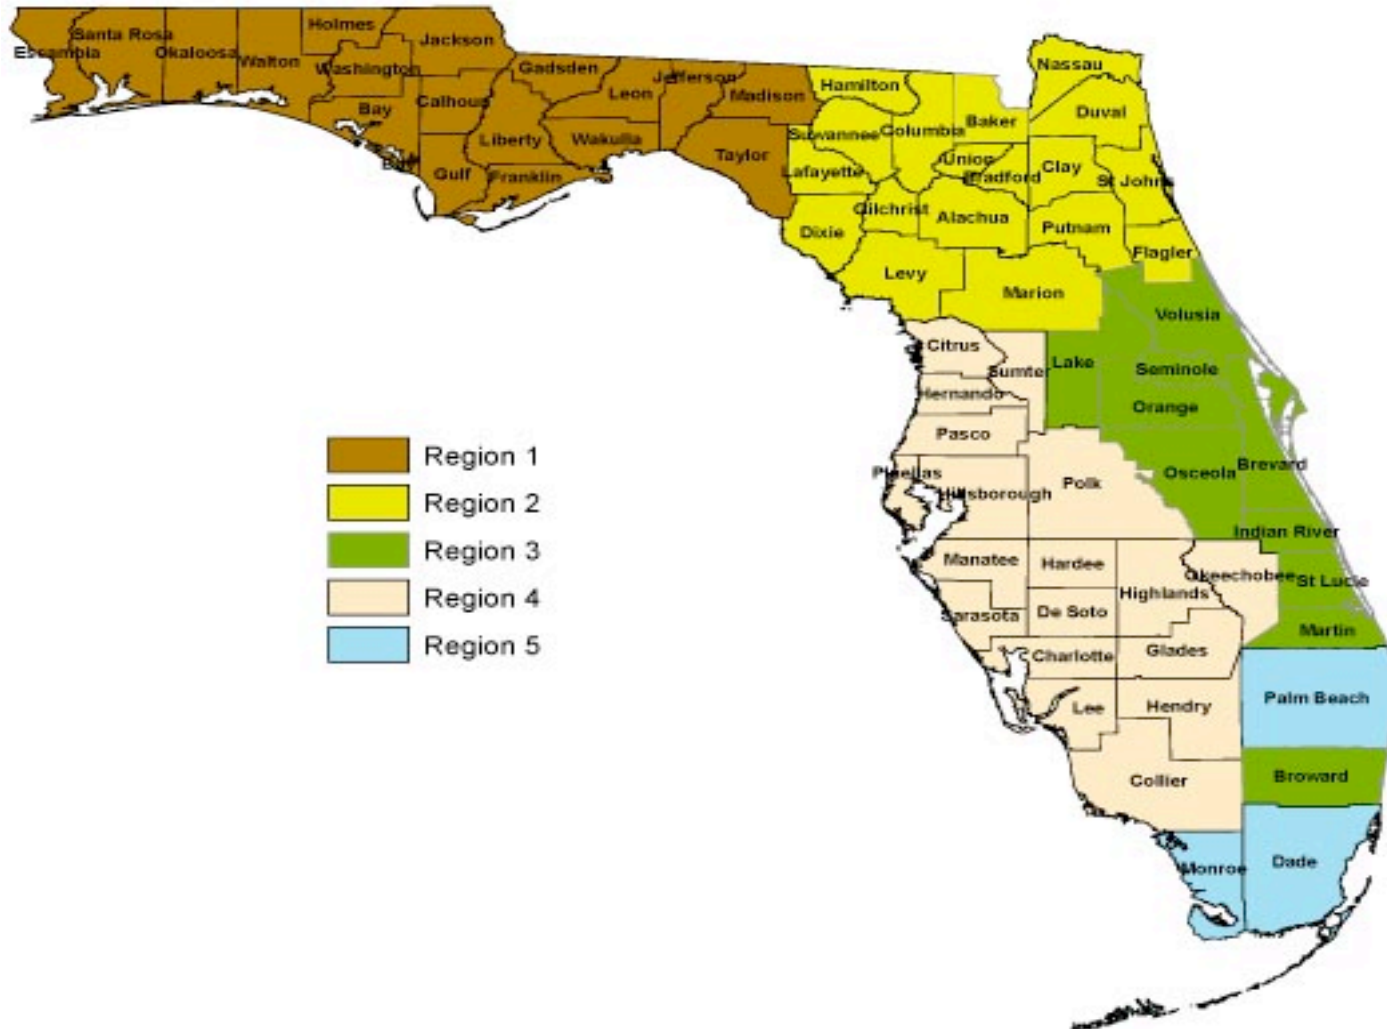 Holmes
Santa Rosa
Escambia
Okaloosa
Walton
Jackson
Washington
Gadsden
Jefferson
Leon
Madison
Bay
Calhoun
Liberty
Wakulla
Taylor
Bay
Gulf
Franklin
Nassau
Hamilton
Duval
Baker
Suwannee
Columbia
Union
Bradford
Clay
St Johns
Lafayette
Gilchrist
Alachua
Putnam
Dixie
Flagler
Levy
Marion
Volusia
Citrus
Sumter
Lake
Seminole
Hernando
Orange
Pasco
Pinellas
Hillsborough
Polk
Osceola
Brevard
Indian River
Manatee
Hardee
Okeechobee
St Lucie
Highlands
Sarasota
De Soto
Martin
Charlotte
Glades
Lee
Hendry
Palm Beach
Collier
Broward
Monroe
Dade
Region 1
Region 2
Region 3
Region 4
Region 5